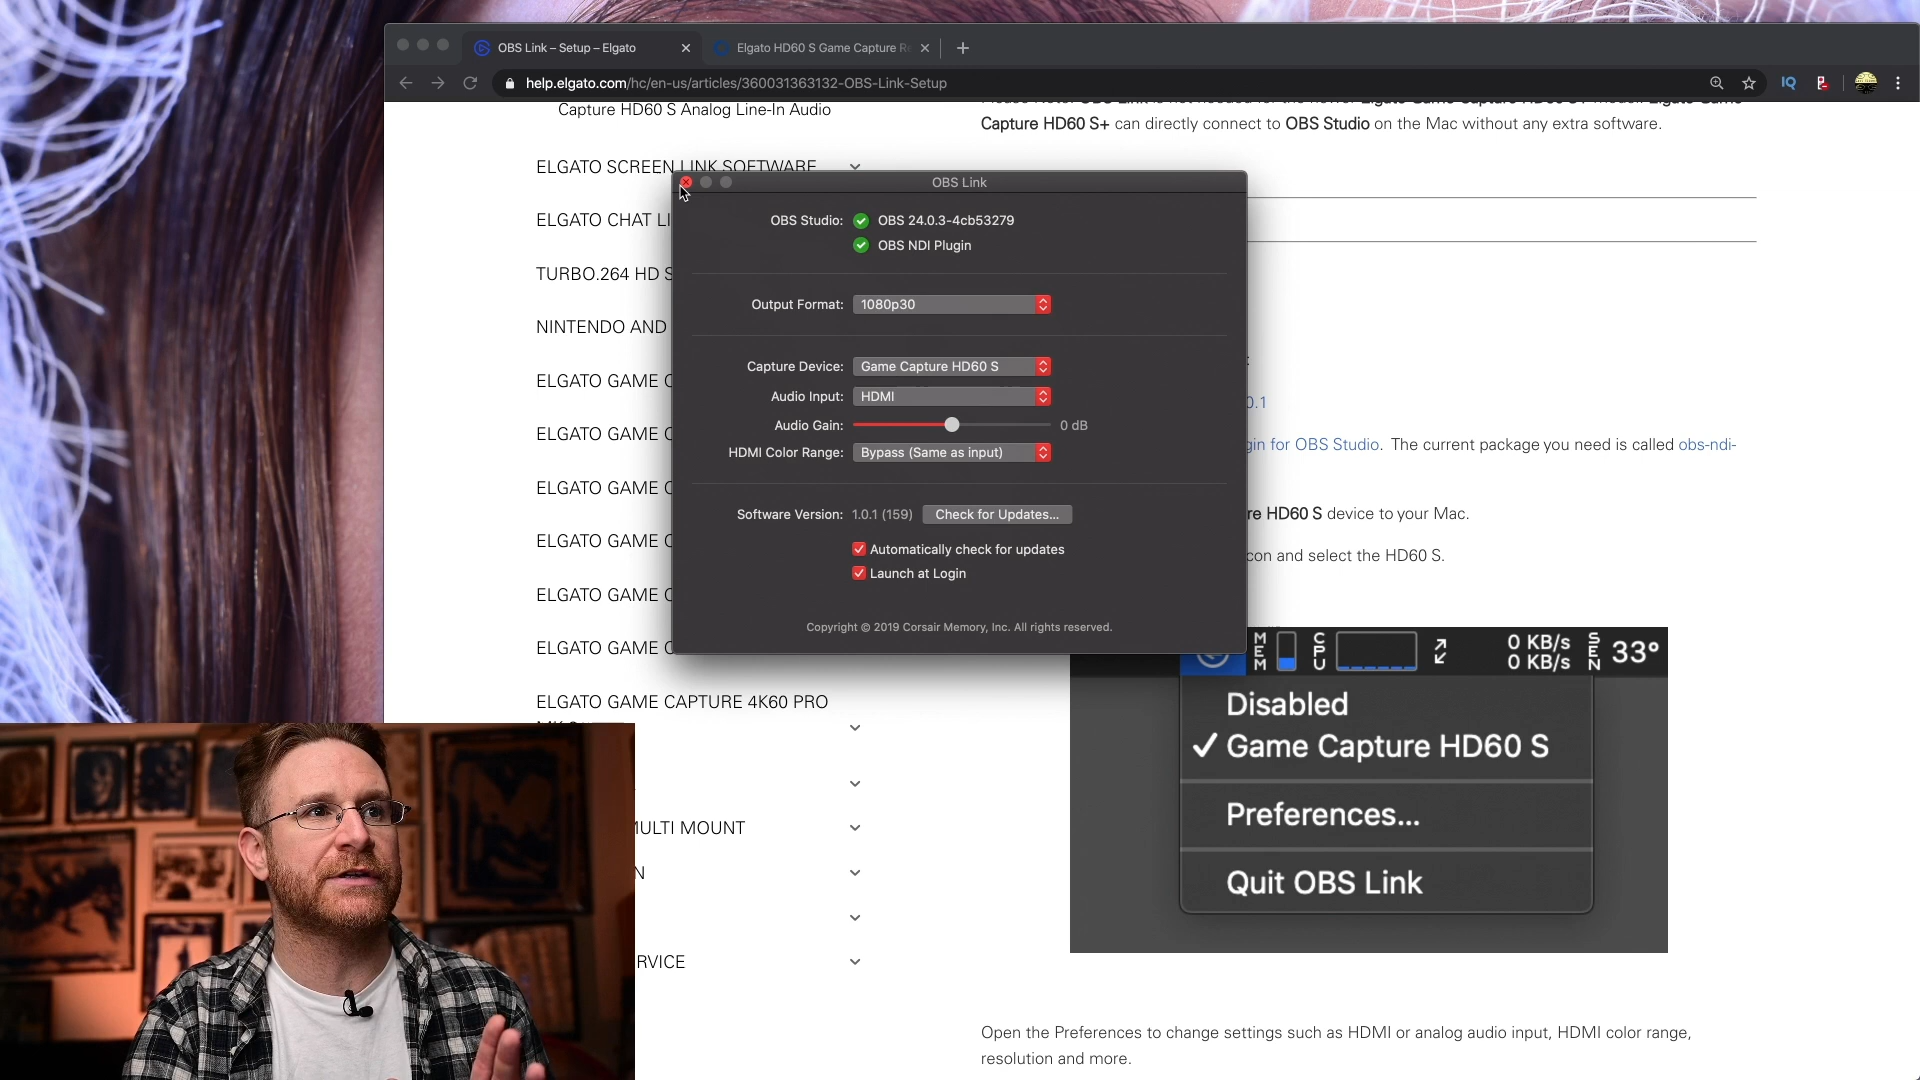 OBS Link – Setup – Elgato
Elgato HD60 S Game Capture Re
help.elgato.com/hc/en-us/articles/360031363132-OBS-Link-Setup
IQ
Capture HD60 S Analog Line-In Audio
Capture HD60 S+ can directly connect to OBS Studio on the Mac without any extra software.
ELGATO SCREEN LINK SOFTWARE
ELGATO CHAT LI
TURBO.264 HD S
NINTENDO AND
ELGATO GAME C
ELGATO GAME C
ELGATO GAME C
ELGATO GAME C
ELGATO GAME C
ELGATO GAME C
ELGATO GAME CAPTURE 4K60 PRO
MULTI MOUNT
N
RVICE
OBS Link
OBS Studio: OBS 24.0.3-4cb53279
OBS NDI Plugin
Output Format: 1080p30
Capture Device: Game Capture HD60 S
Audio Input: HDMI
Audio Gain: 0 dB
HDMI Color Range: Bypass (Same as input)
Software Version: 1.0.1 (159) Check for Updates...
Automatically check for updates
Launch at Login
Copyright © 2019 Corsair Memory, Inc. All rights reserved.
0.1
gin for OBS Studio. The current package you need is called obs-ndi-
re HD60 S device to your Mac.
con and select the HD60 S.
MEM CPU 0 KB/s SEN 33°
0 KB/s
Disabled
✓ Game Capture HD60 S
Preferences...
Quit OBS Link
Open the Preferences to change settings such as HDMI or analog audio input, HDMI color range,
resolution and more.